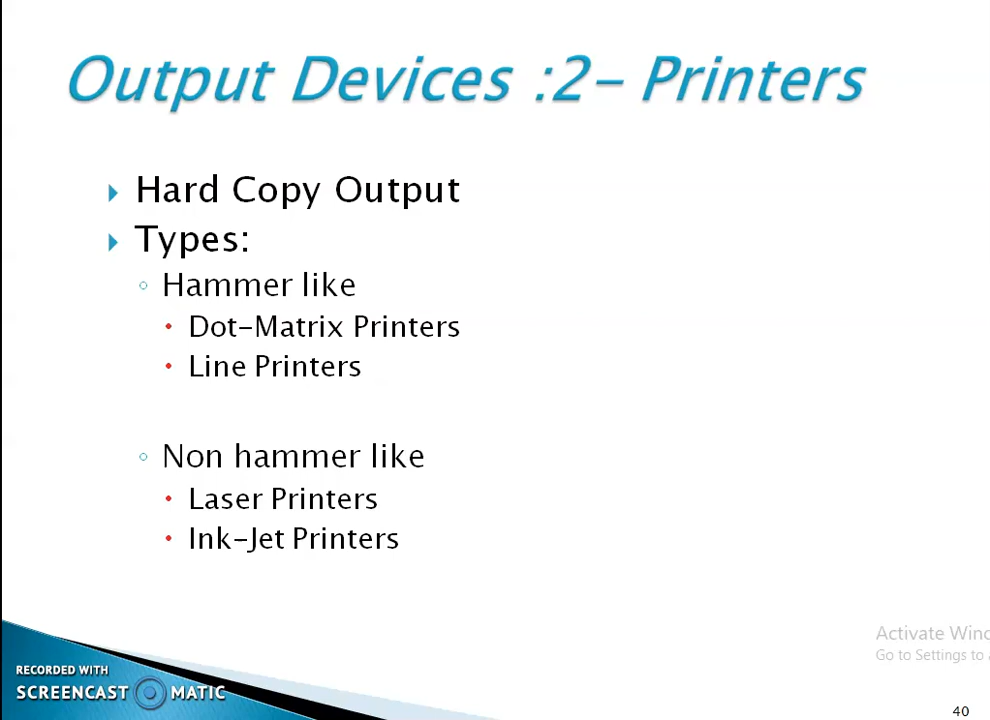 Output Devices :2- Printers
Hard Copy Output
Types:
Hammer like
Dot-Matrix Printers
Line Printers
Non hammer like
Laser Printers
Ink-Jet Printers
Activate Wind
Go to Settings to
RECORDED WITH
SCREENCAST MATIC
40